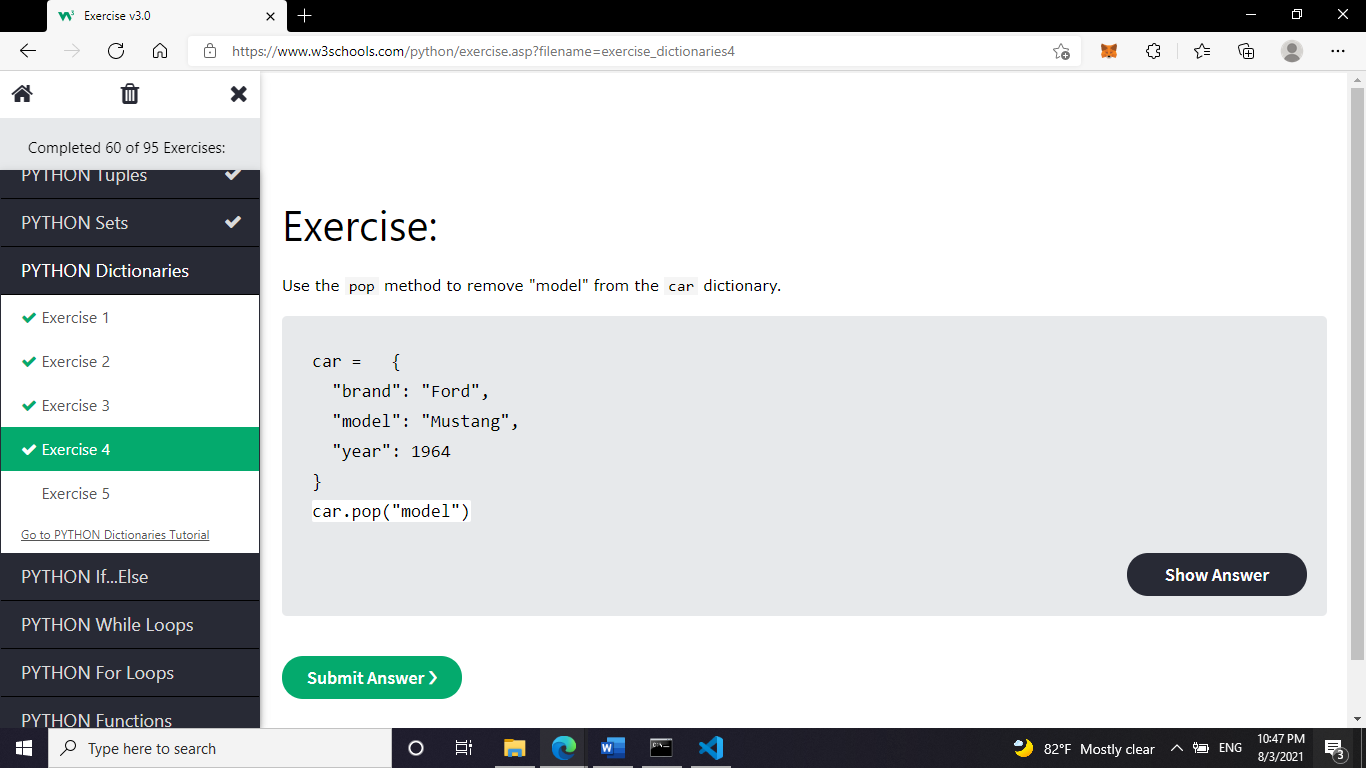 Exercise v3.0
https://www.w3schools.com/python/exercise.asp?filename=exercise_dictionaries4
Completed 60 of 95 Exercises:
PYTHON Tuples
PYTHON Sets
PYTHON Dictionaries
Exercise 1
Exercise 2
Exercise 3
Exercise 4
Exercise 5
Go to PYTHON Dictionaries Tutorial
PYTHON If...Else
PYTHON While Loops
PYTHON For Loops
PYTHON Functions
Exercise:
Use the pop method to remove "model" from the car dictionary.
car =   {
  "brand": "Ford",
  "model": "Mustang",
  "year": 1964
}
car.pop("model")
Show Answer
Submit Answer ❯
Type here to search
82°F Mostly clear
ENG
10:47 PM
8/3/2021
3